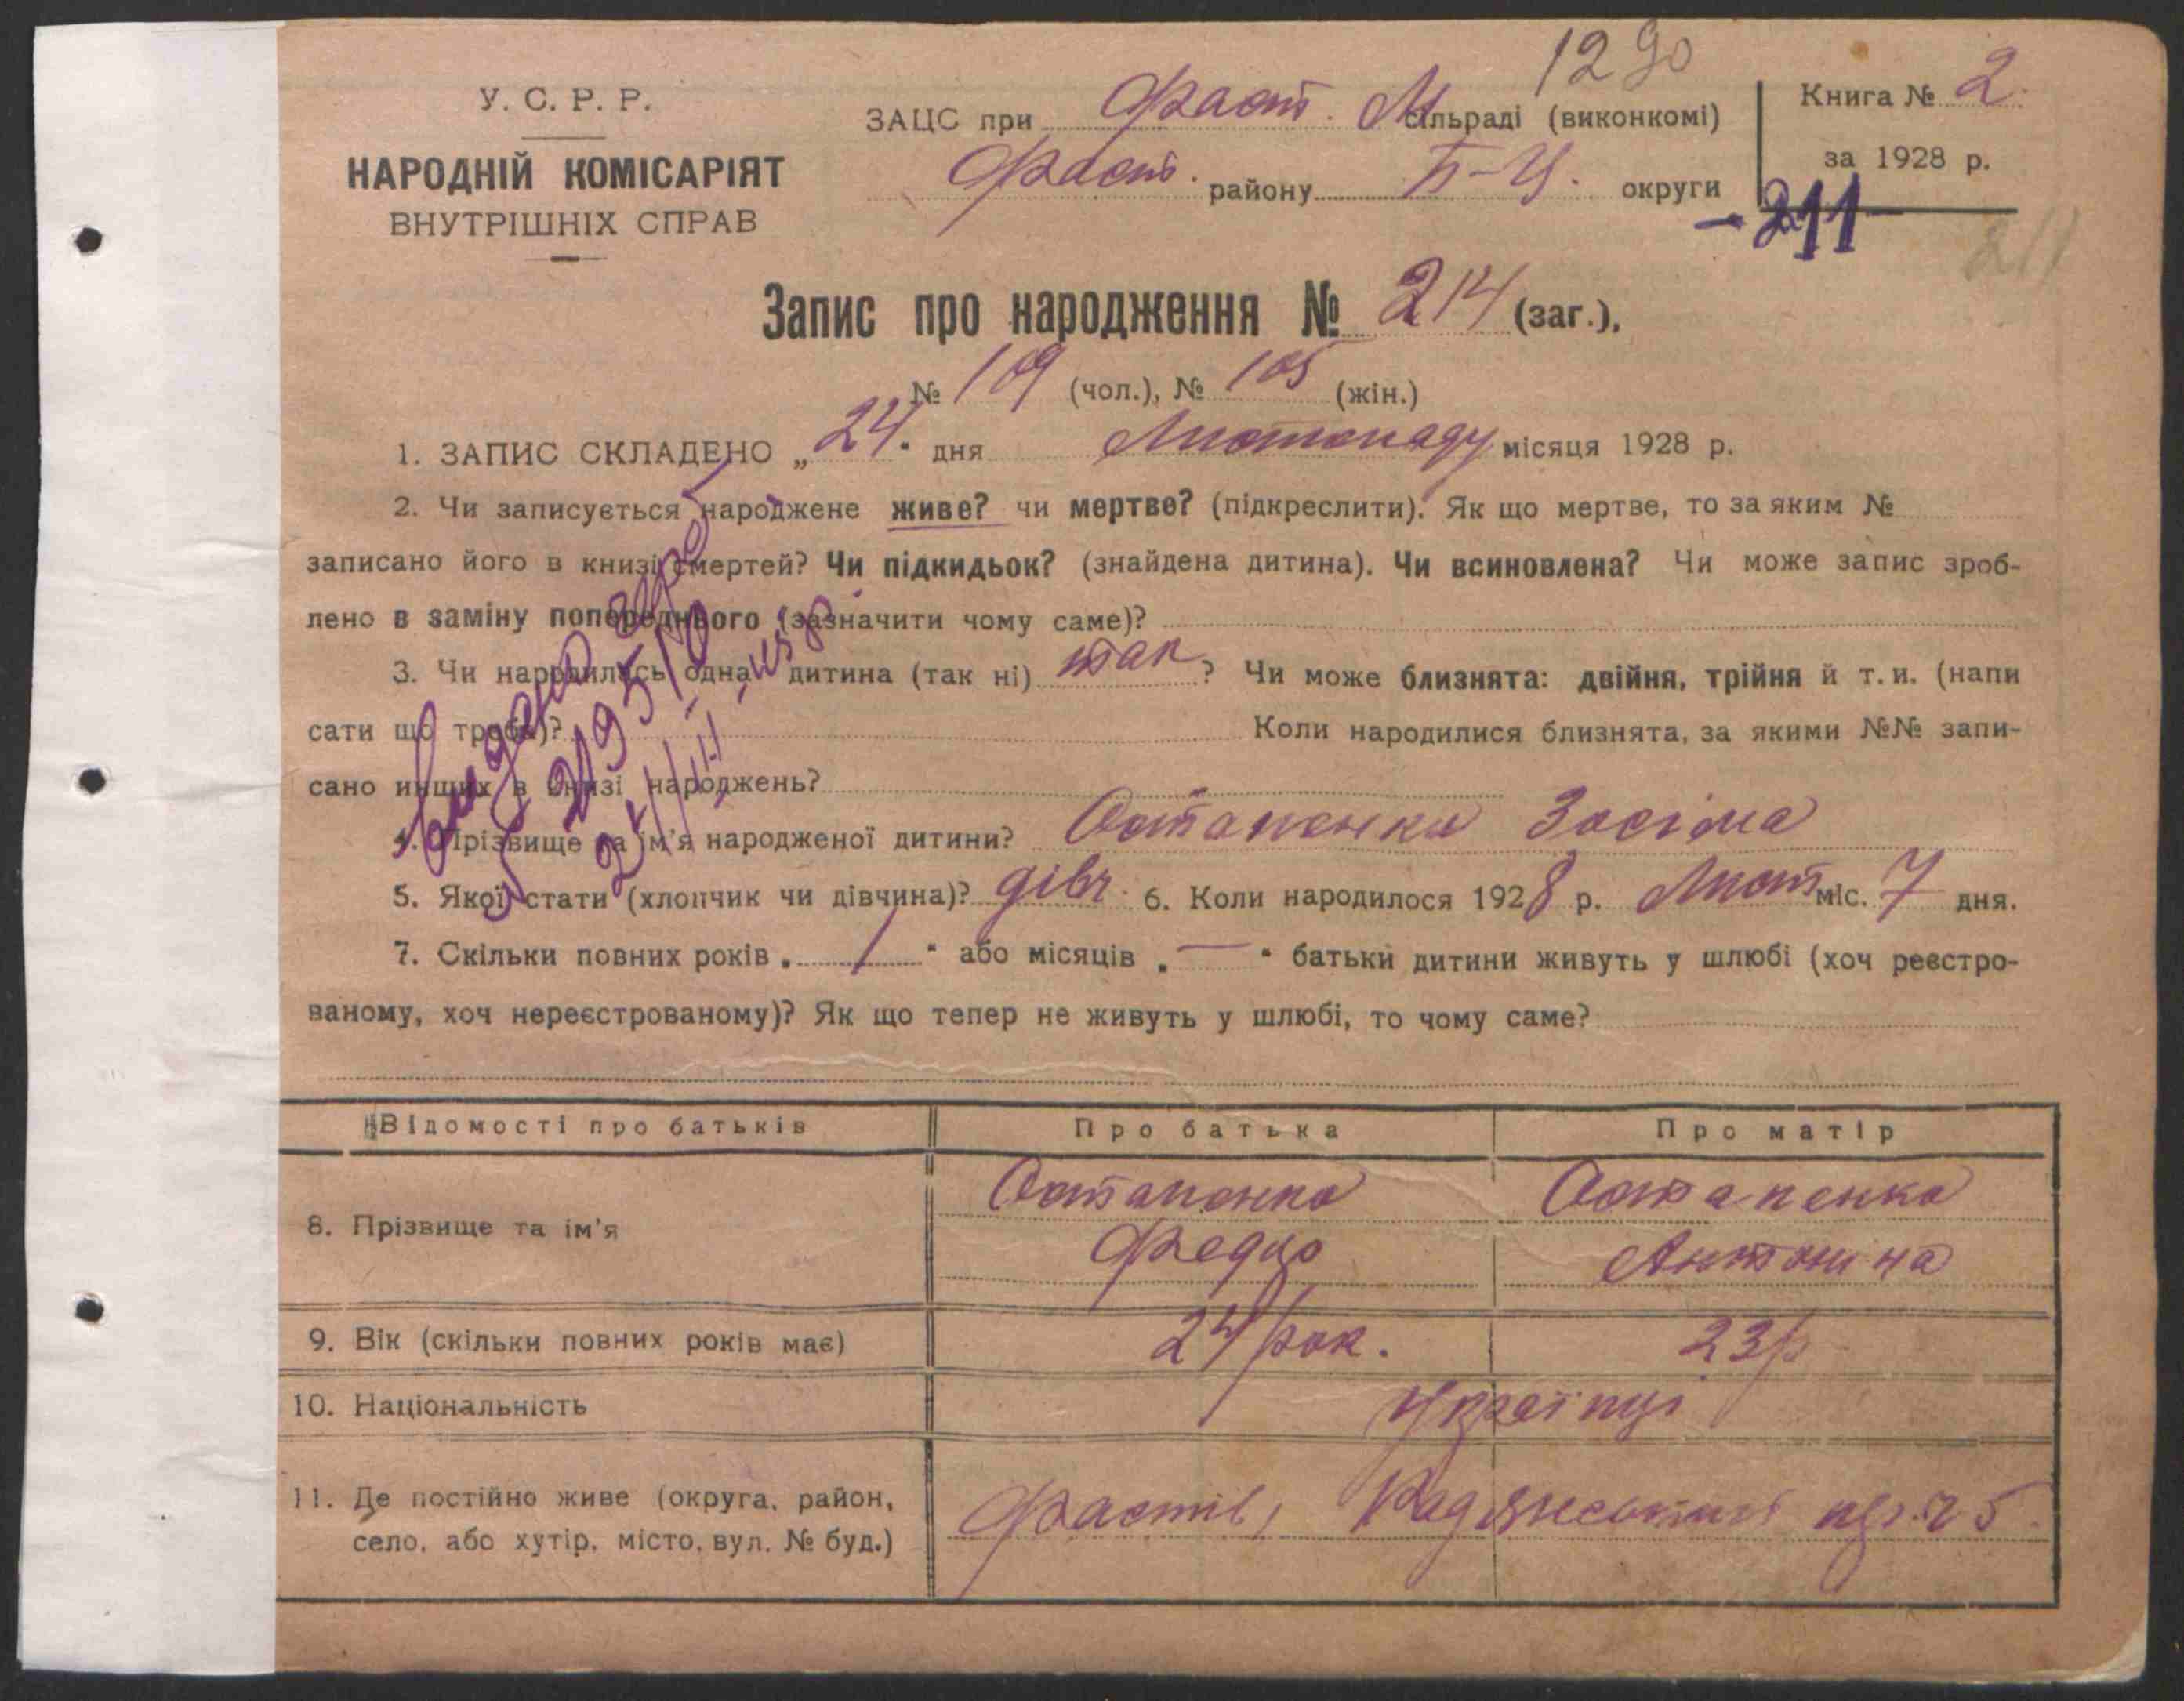 1290
У. С. Р. Р.
НАРОДНІЙ КОМІСАРІЯТ
ВНУТРІШНІХ СПРАВ
ЗАЦС при Фаст. М сільраді (виконкомі)
Фаст. району Б-Ц. округи
Книга № 2
за 1928 р.
- 211 -
211
Запис про народження № 214 (заг.),
№ 109 (чол.), № 105 (жін.)
1. ЗАПИС СКЛАДЕНО „24" дня Листопаду місяця 1928 р.
2. Чи записується народжене живе? чи мертве? (підкреслити). Як що мертве, то за яким №
записано його в книзі смертей? Чи підкидьок? (знайдена дитина). Чи всиновлена? Чи може запис зроб-
лено в заміну попереднього (зазначити чому саме)?
3. Чи народилась одна дитина (так ні) так ? Чи може близнята: двійня, трійня й т. и. (напи
сати що треба)? Коли народилися близнята, за якими №№ запи-
сано инших в книзі народжень?
4. Прізвище та ім'я народженої дитини? Остапенко Зосіма
5. Якої стати (хлопчик чи дівчина)? дівч. 6. Коли народилося 1928 р. Лист міс. 7 дня.
7. Скільки повних років „ 1 " або місяців „ — " батьки дитини живуть у шлюбі (хоч реєстро-
ваному, хоч нереєстрованому)? Як що тепер не живуть у шлюбі, то чому саме?
Видано
Відомості про батьків Про батька Про матір
8. Прізвище та ім'я Остапенко Остапенко
Федір Антоніна
9. Вік (скільки повних років має) 24 рок. 23 р
10. Національність Українці
11. Де постійно живе (округа, район,
село, або хутір, місто, вул. № буд.) Фастів, 25.